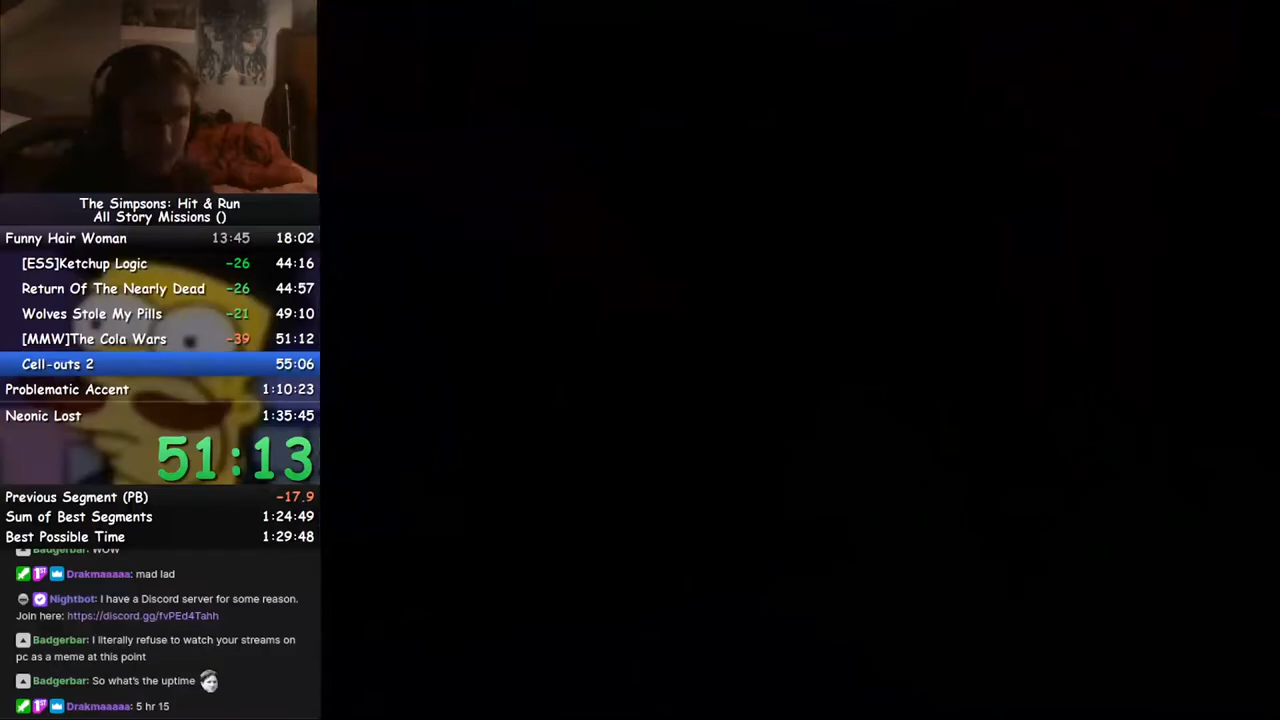 The Simpsons: Hit & Run
All Story Missions ()
Funny Hair Woman 13:45 18:02
[ESS]Ketchup Logic -26 44:16
Return Of The Nearly Dead -26 44:57
Wolves Stole My Pills -21 49:10
[MMW]The Cola Wars -39 51:12
Cell-outs 2 55:06
Problematic Accent 1:10:23
Neonic Lost 1:35:45
51:13
Previous Segment (PB) -17.9
Sum of Best Segments 1:24:49
Best Possible Time 1:29:48
Badgerbar: WOW
Drakmaaaaa: mad lad
Nightbot: I have a Discord server for some reason.
Join here: https://discord.gg/fvPEd4Tahh
Badgerbar: I literally refuse to watch your streams on
pc as a meme at this point
Badgerbar: So what's the uptime
Drakmaaaaa: 5 hr 15